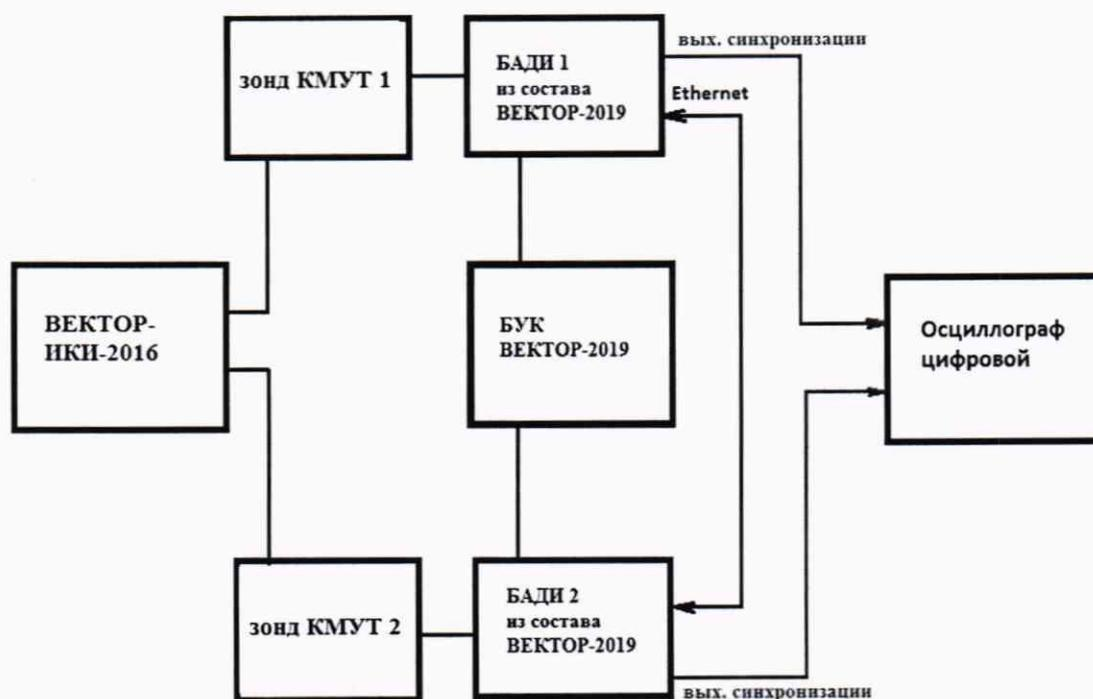 вых. синхронизации
зонд КМУТ 1
БАДИ 1
из состава
ВЕКТОР-2019
Ethernet
ВЕКТОР-
ИКИ-2016
БУК
ВЕКТОР-2019
Осциллограф
цифровой
зонд КМУТ 2
БАДИ 2
из состава
ВЕКТОР-2019
вых. синхронизации